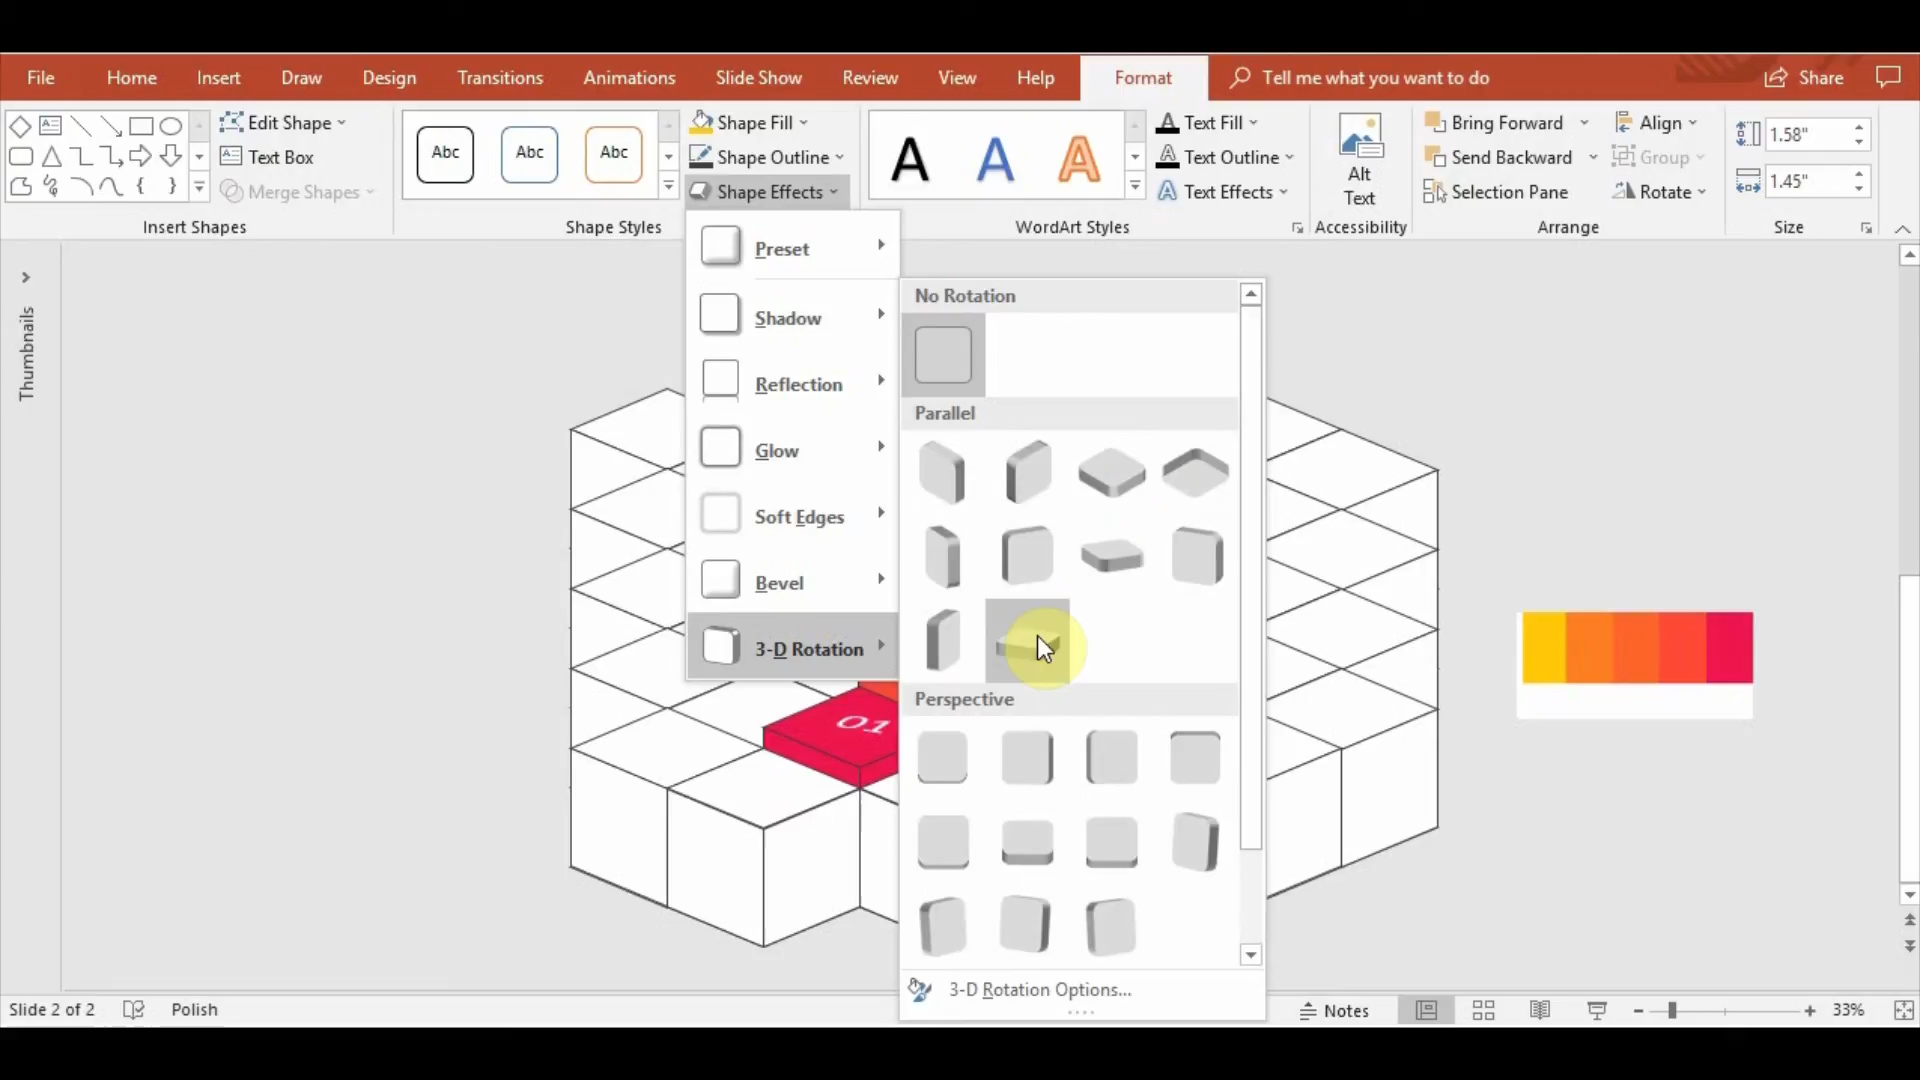 File Home Insert Draw Design Transitions Animations Slide Show Review View Help Format Tell me what you want to do Share
Edit Shape
Text Box
Merge Shapes
Insert Shapes
Abc Abc Abc
Shape Fill
Shape Outline
Shape Effects
Shape Styles
A A A
Text Fill
Text Outline
Text Effects
WordArt Styles
Alt
Text
Accessibility
Bring Forward
Send Backward
Selection Pane
Align
Group
Rotate
Arrange
1.58"
1.45"
Size
Thumbnails
Preset
Shadow
Reflection
Glow
Soft Edges
Bevel
3-D Rotation
No Rotation
Parallel
Perspective
3-D Rotation Options...
01
Slide 2 of 2 Polish Notes 33%